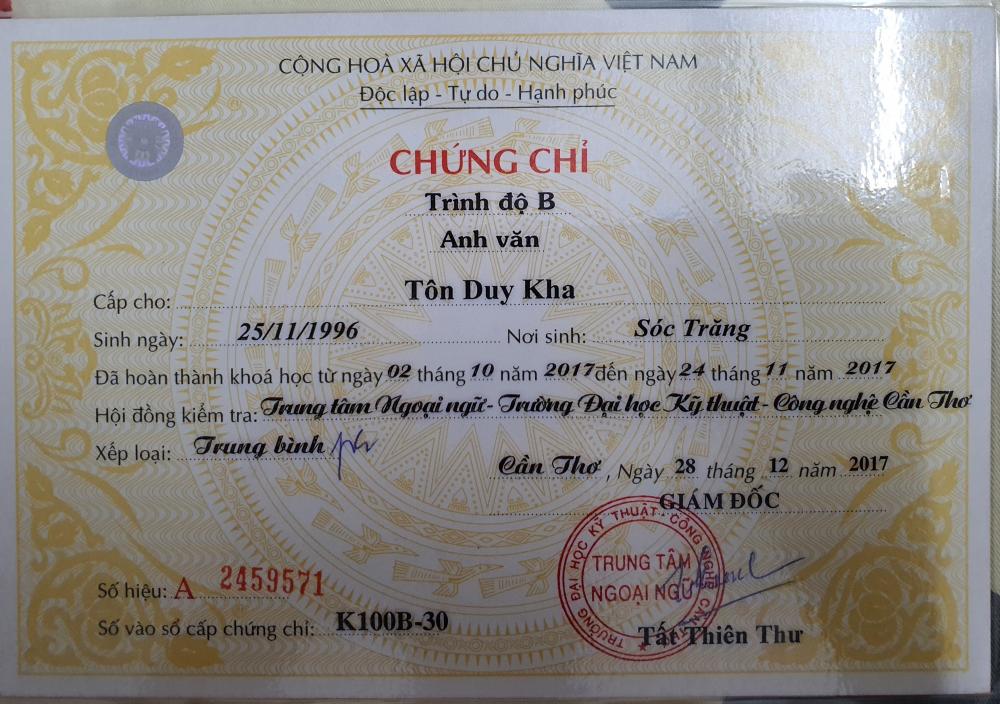 CỘNG HOÀ XÃ HỘI CHỦ NGHĨA VIỆT NAM
Độc lập - Tự do - Hạnh phúc
CHỨNG CHỈ
Trình độ B
Anh văn
Cấp cho: Tôn Duy Kha
Sinh ngày: 25/11/1996 Nơi sinh: Sóc Trăng
Đã hoàn thành khoá học từ ngày 02 tháng 10 năm 2017 đến ngày 24 tháng 11 năm 2017
Hội đồng kiểm tra: Trung tâm Ngoại ngữ - Trường Đại học Kỹ thuật - Công nghệ Cần Thơ
Xếp loại: Trung bình
Cần Thơ, Ngày 28 tháng 12 năm 2017
GIÁM ĐỐC
TRƯỜNG ĐẠI HỌC KỸ THUẬT - CÔNG NGHỆ CẦN THƠ
TRUNG TÂM
NGOẠI NGỮ
Số hiệu: A 2459571
Số vào sổ cấp chứng chỉ: K100B-30
Tất Thiên Thư